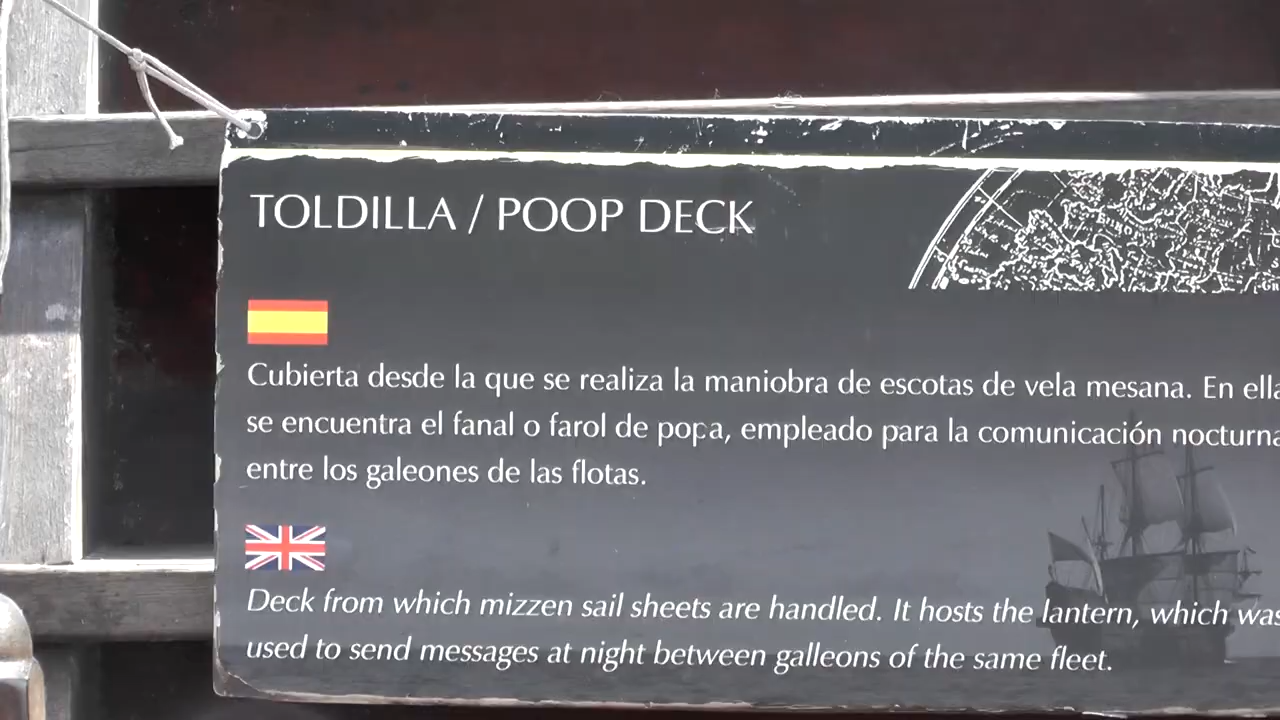 TOLDILLA / POOP DECK
Cubierta desde la que se realiza la maniobra de escotas de vela mesana. En ella
se encuentra el fanal o farol de popa, empleado para la comunicación nocturna
entre los galeones de las flotas.
Deck from which mizzen sail sheets are handled. It hosts the lantern, which was
used to send messages at night between galleons of the same fleet.